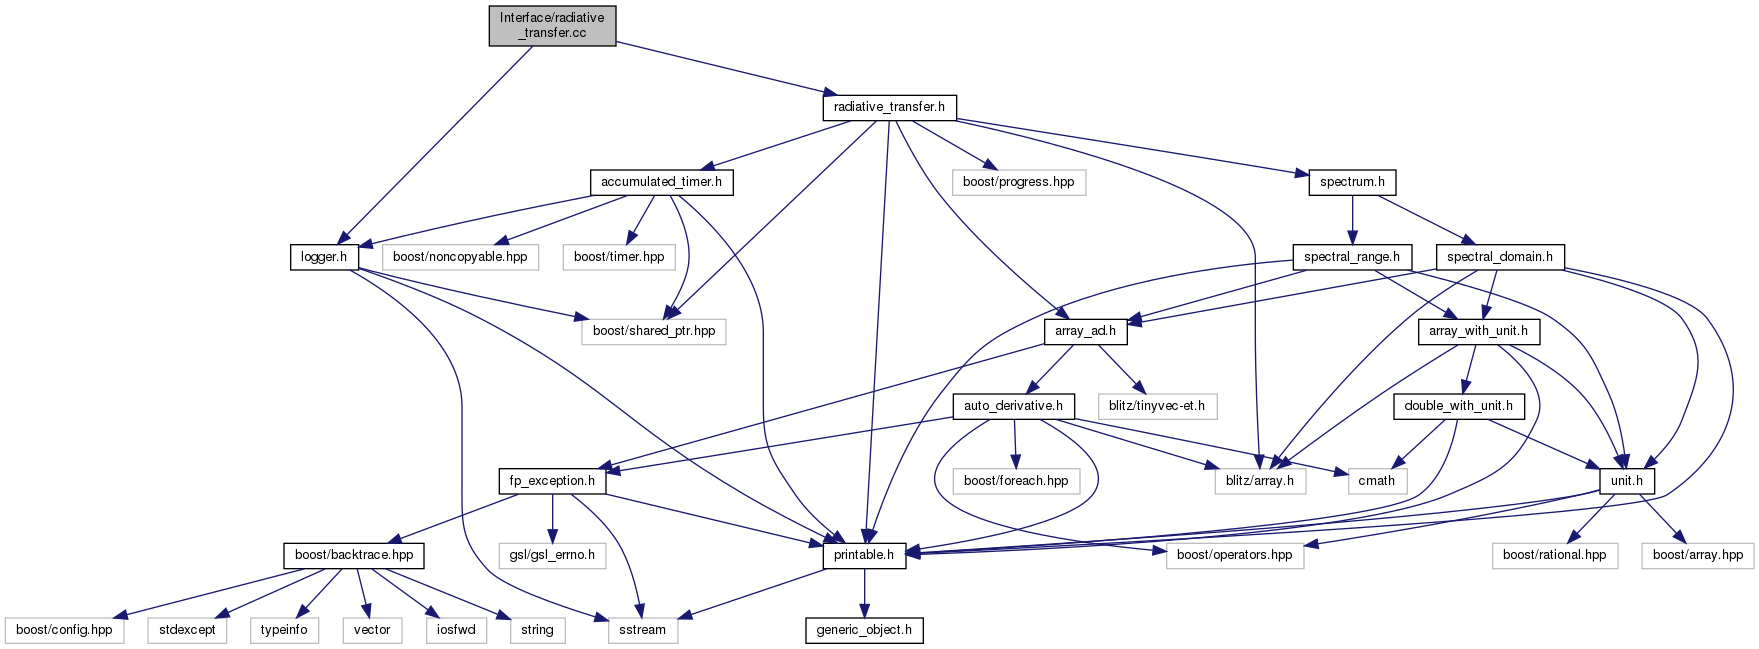 Interface/radiative
_transfer.cc
radiative_transfer.h
accumulated_timer.h
boost/progress.hpp
spectrum.h
logger.h
boost/noncopyable.hpp
boost/timer.hpp
spectral_range.h
spectral_domain.h
boost/shared_ptr.hpp
array_ad.h
array_with_unit.h
auto_derivative.h
blitz/tinyvec-et.h
double_with_unit.h
fp_exception.h
boost/foreach.hpp
blitz/array.h
cmath
unit.h
boost/backtrace.hpp
gsl/gsl_errno.h
printable.h
boost/operators.hpp
boost/rational.hpp
boost/array.hpp
boost/config.hpp
stdexcept
typeinfo
vector
iosfwd
string
sstream
generic_object.h